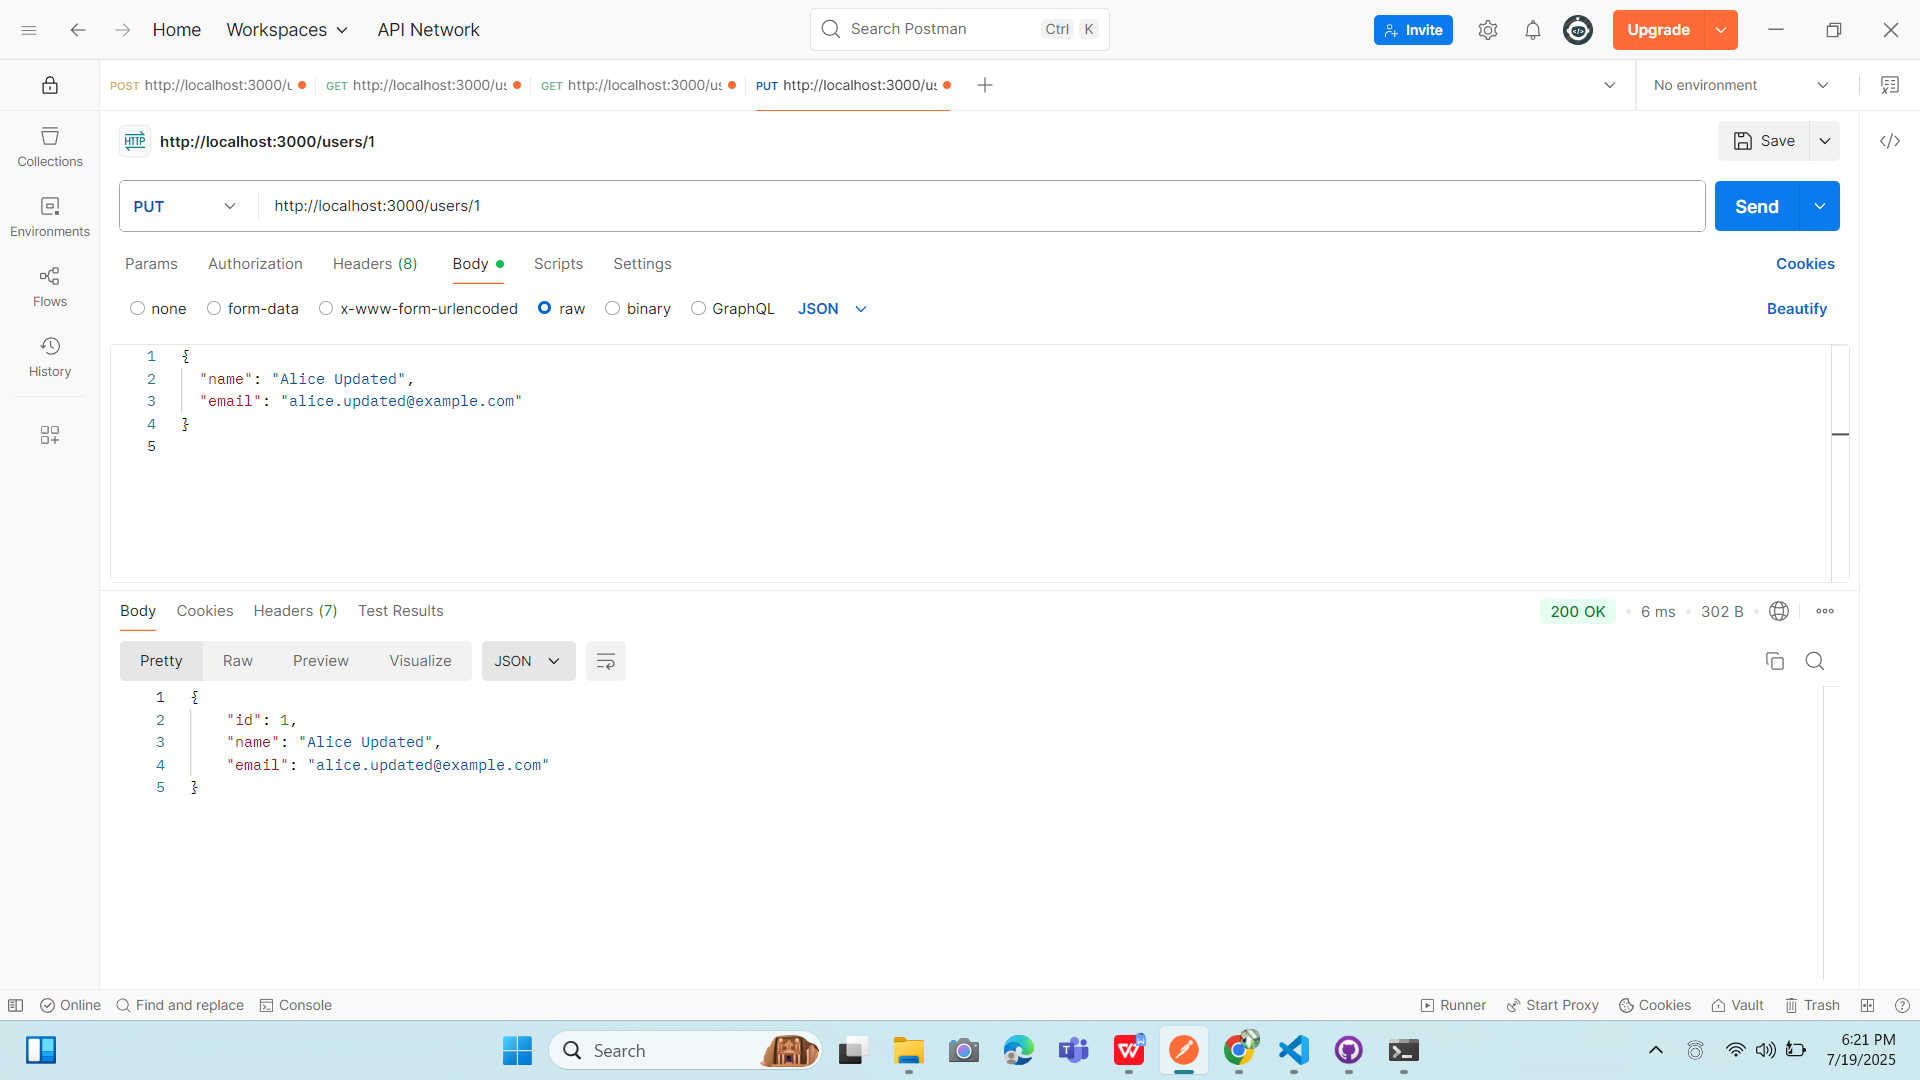 Home Workspaces API Network Search Postman Ctrl K Invite Upgrade
POST http://localhost:3000/u GET http://localhost:3000/us GET http://localhost:3000/us PUT http://localhost:3000/us No environment
HTTP http://localhost:3000/users/1 Save
Collections
Environments
Flows
History
PUT http://localhost:3000/users/1 Send
Params Authorization Headers (8) Body Scripts Settings Cookies
none form-data x-www-form-urlencoded raw binary GraphQL JSON Beautify
1 {
2 "name": "Alice Updated",
3 "email": "alice.updated@example.com"
4 }
5
Body Cookies Headers (7) Test Results 200 OK • 6 ms • 302 B
Pretty Raw Preview Visualize JSON
1 {
2 "id": 1,
3 "name": "Alice Updated",
4 "email": "alice.updated@example.com"
5 }
Online Find and replace Console Runner Start Proxy Cookies Vault Trash
Search
6:21 PM
7/19/2025